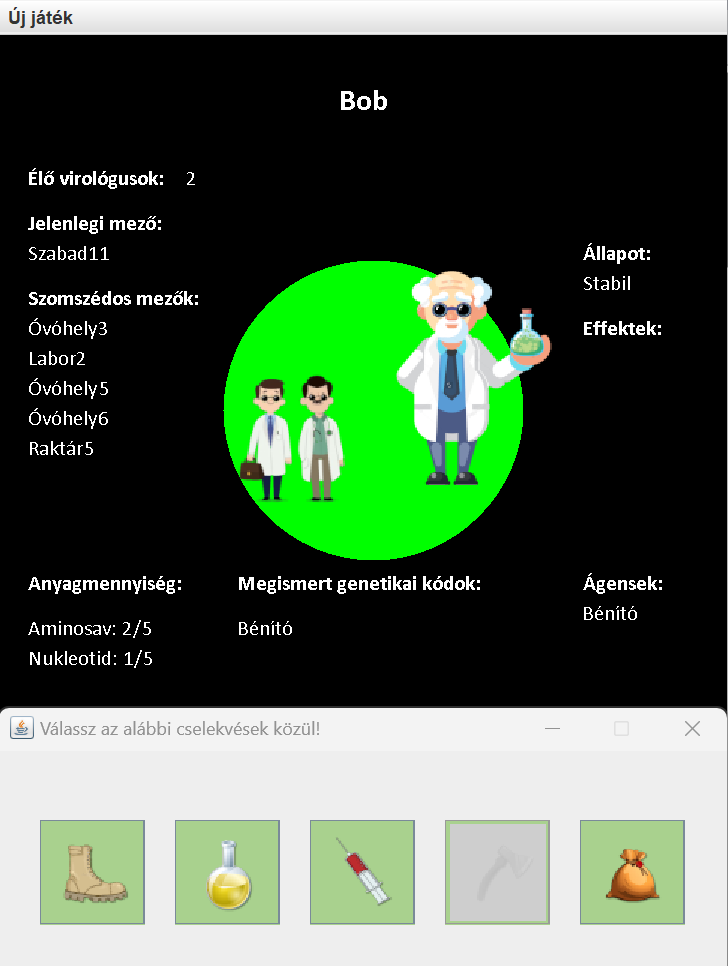 Új játék
Bob
Élő virológusok: 2
Jelenlegi mező:
Szabad11
Szomszédos mezők:
Óvóhely3
Labor2
Óvóhely5
Óvóhely6
Raktár5
Állapot:
Stabil
Effektek:
Anyagmennyiség:
Aminosav: 2/5
Nukleotid: 1/5
Megismert genetikai kódok:
Bénító
Ágensek:
Bénító
Válassz az alábbi cselekvések közül!